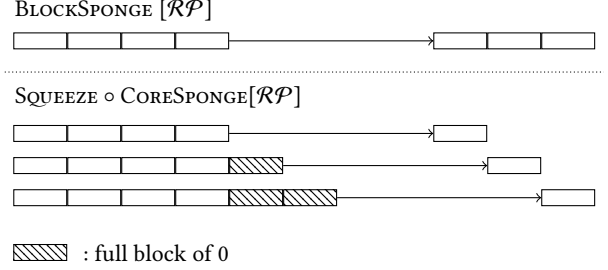 BlockSponge [𝓡𝓟]
Squeeze ∘ CoreSponge[𝓡𝓟]
: full block of 0